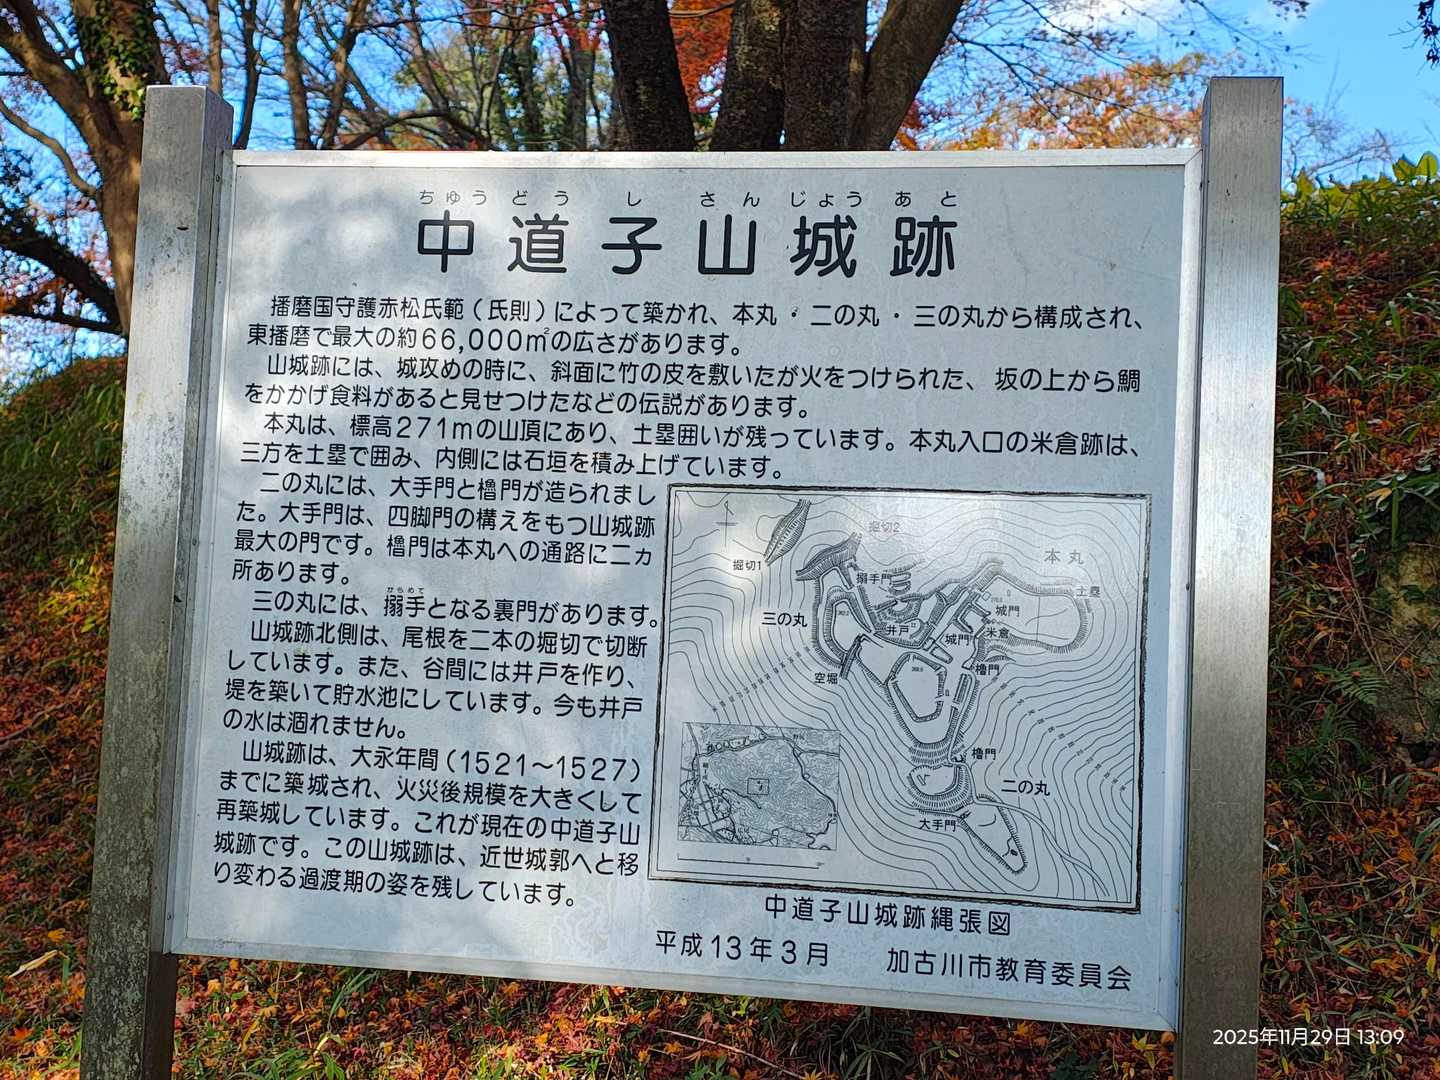 ちゅうどうしさんじょうあと
中道子山城跡
播磨国守護赤松氏範（氏則）によって築かれ、本丸・二の丸・三の丸から構成され、
東播磨で最大の約66,000㎡の広さがあります。
山城跡には、城攻めの時に、斜面に竹の皮を敷いたが火をつけられた、坂の上から鯛
をかかげ食料があると見せつけたなどの伝説があります。
本丸は、標高271mの山頂にあり、土塁囲いが残っています。本丸入口の米倉跡は、
三方を土塁で囲み、内側には石垣を積み上げています。
二の丸には、大手門と櫓門が造られまし
た。大手門は、四脚門の構えをもつ山城跡
最大の門です。櫓門は本丸への通路に二ヵ
所あります。
からめて
三の丸には、搦手となる裏門があります。
山城跡北側は、尾根を二本の堀切で切断
しています。また、谷間には井戸を作り、
堤を築いて貯水池にしています。今も井戸
の水は涸れません。
山城跡は、大永年間（1521～1527）
までに築城され、火災後規模を大きくして
再築城しています。これが現在の中道子山
城跡です。この山城跡は、近世城郭へと移
り変わる過渡期の姿を残しています。
堀切2
堀切1
本丸
搦手門
土塁
三の丸
城門
井戸
城門
米倉
空堀
櫓門
櫓門
二の丸
大手門
中道子山城跡縄張図
平成13年3月 加古川市教育委員会
2025年11月29日 13:09